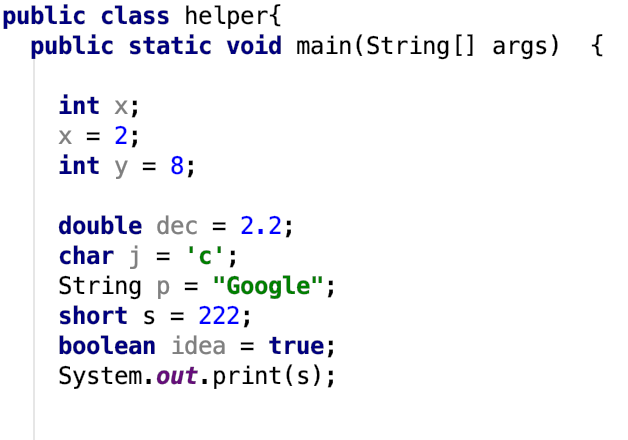 public class helper{
public static void main(String[] args)  {
int x;
x = 2;
int y = 8;
double dec = 2.2;
char j = 'c';
String p = "Google";
short s = 222;
boolean idea = true;
System.out.print(s);